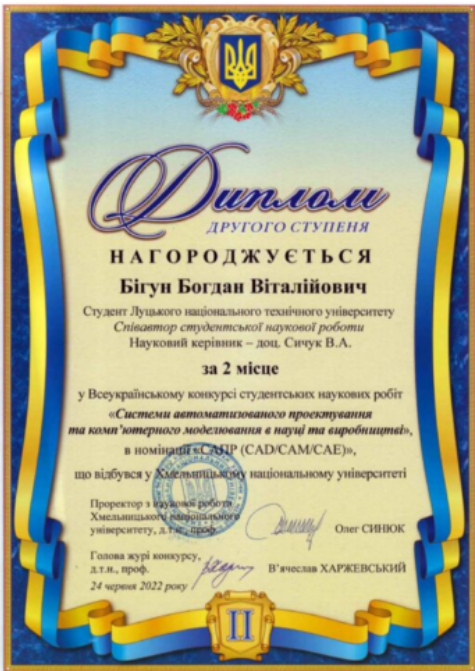 Диплом
ДРУГОГО СТУПЕНЯ
НАГОРОДЖУЄТЬСЯ
Бігун Богдан Віталійович
Студент Луцького національного технічного університету
Співавтор студентської наукової роботи
Науковий керівник – доц. Сичук В.А.
за 2 місце
у Всеукраїнському конкурсі студентських наукових робіт
«Системи автоматизованого проектування
та комп’ютерного моделювання в науці та виробництві»,
в номінації «САПР (CAD/CAM/CAE)»,
що відбувся у Хмельницькому національному університеті
Проректор з наукової роботи
Хмельницького національного
університету, д.т.н., проф.
Олег СИНЮК
Голова журі конкурсу,
д.т.н., проф.
В’ячеслав ХАРЖЕВСЬКИЙ
24 червня 2022 року
II